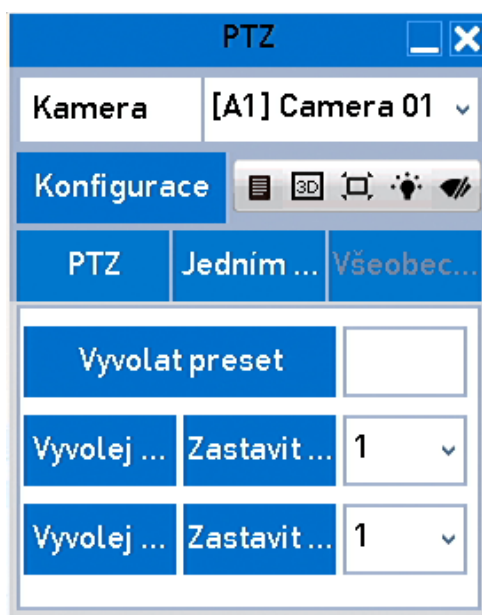 PTZ
Kamera [A1] Camera 01
Konfigurace 3D
PTZ Jedním ... Všeobec...
Vyvolat preset
Vyvolej ... Zastavit ... 1
Vyvolej ... Zastavit ... 1